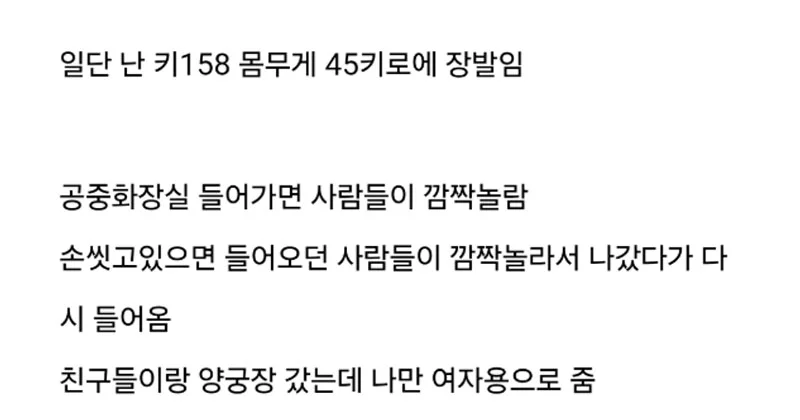 일단 난 키158 몸무게 45키로에 장발임
공중화장실 들어가면 사람들이 깜짝놀람
손씻고있으면 들어오던 사람들이 깜짝놀라서 나갔다가 다
시 들어옴
친구들이랑 양궁장 갔는데 나만 여자용으로 줌